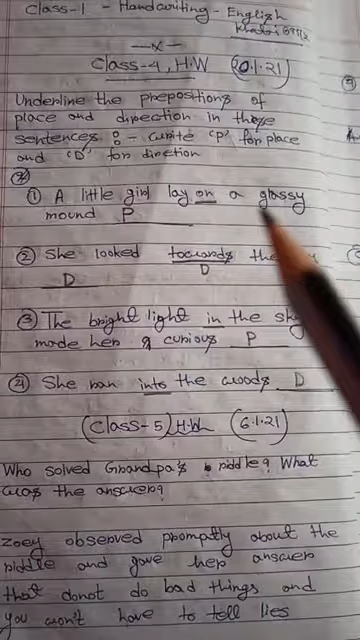 Class-1 - Handwriting - English
-x-
Class-4, H.W (20.1.21)
Underline the prepositions of
place and direction in these
sentences :- write 'P' for place
and 'D' for diretion
① A little girl lay on a glassy
mound P
② She looked towards the
D D
③ The bright light in the sky
made her curious P
④ She ran into the woods D
(Class-5) H.W (6.1.21)
Who solved Grandpa's riddle? What
was the answer?
Zoey observed promptly about the
riddle and gave her answer
that donot do bad things and
you won't have to tell lies